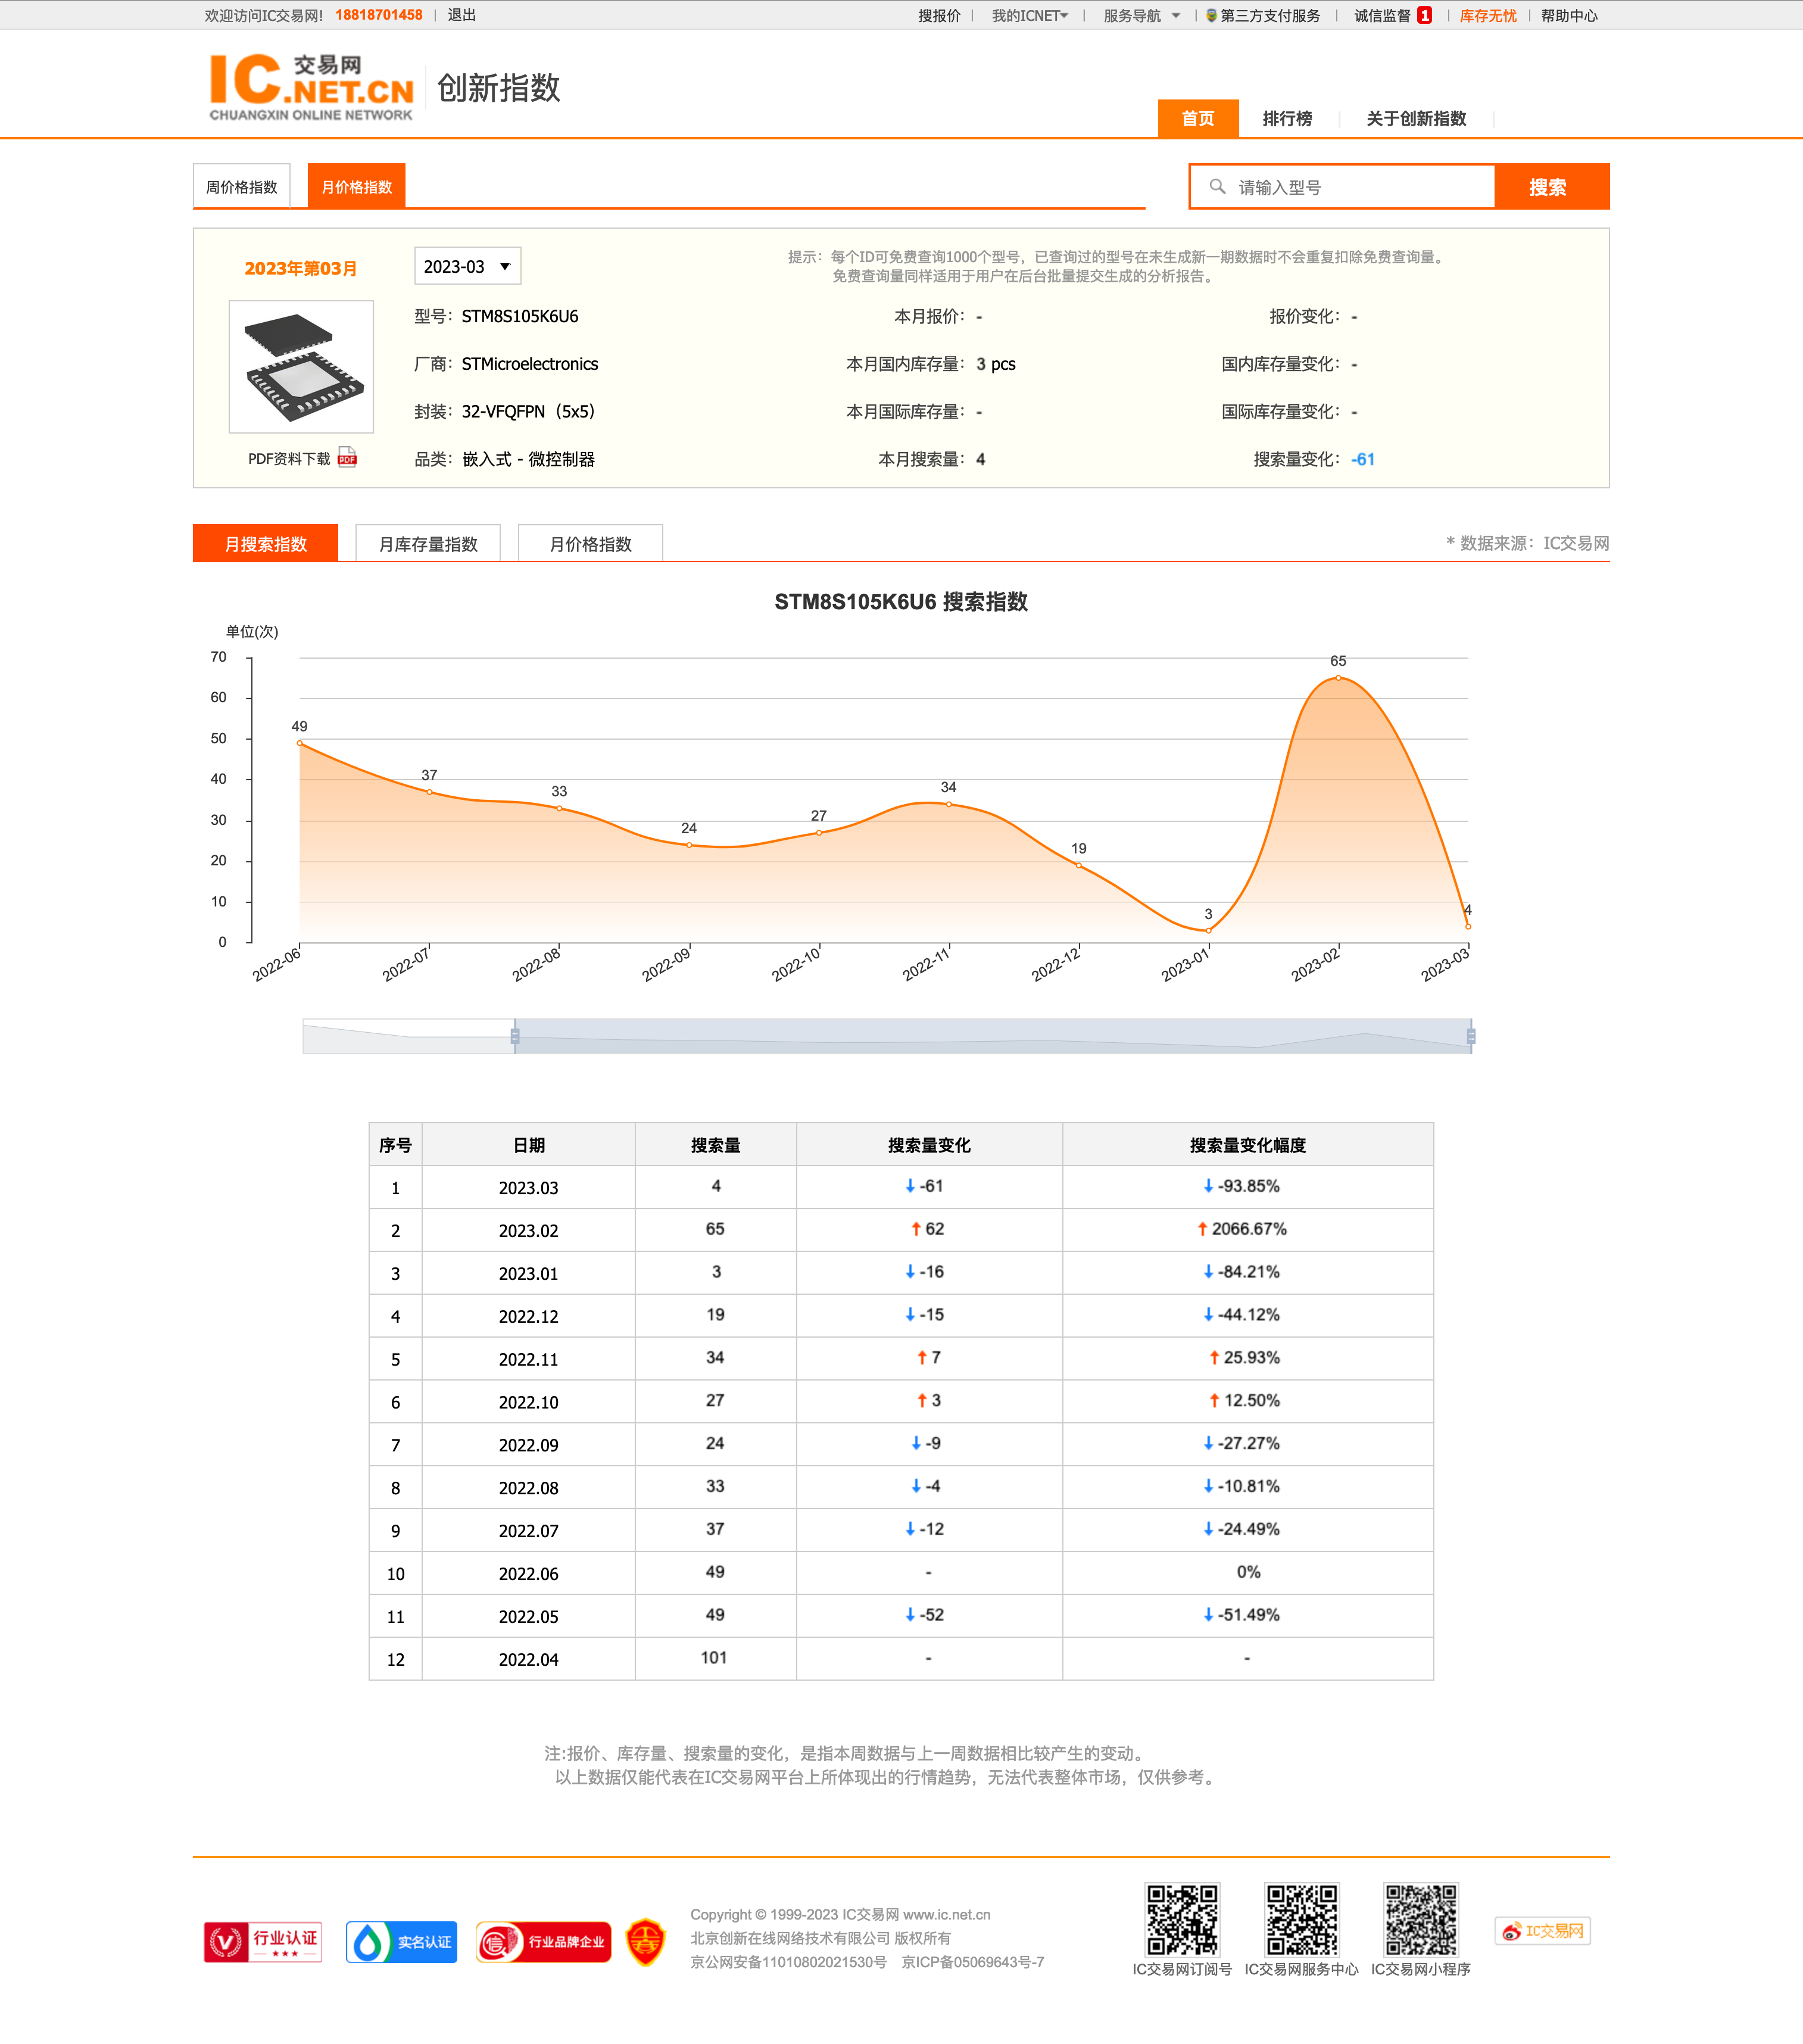 欢迎访问IC交易网! 18818701458 | 退出 搜报价 | 我的ICNET | 服务导航 | 第三方支付服务 | 诚信监督 1 | 库存无忧 | 帮助中心
IC 交易网 .NET.CN
CHUANGXIN ONLINE NETWORK
创新指数
首页 排行榜 关于创新指数
周价格指数 月价格指数 请输入型号 搜索
2023年第03月 2023-03
提示：每个ID可免费查询1000个型号，已查询过的型号在未生成新一期数据时不会重复扣除免费查询量。
免费查询量同样适用于用户在后台批量提交生成的分析报告。
型号：STM8S105K6U6 本月报价：- 报价变化：-
厂商：STMicroelectronics 本月国内库存量：3 pcs 国内库存量变化：-
封装：32-VFQFPN（5x5） 本月国际库存量：- 国际库存量变化：-
PDF资料下载 PDF 品类：嵌入式 - 微控制器 本月搜索量：4 搜索量变化：-61
月搜索指数 月库存量指数 月价格指数 * 数据来源：IC交易网
STM8S105K6U6 搜索指数
单位(次)
70
60
50
40
30
20
10
0
49 37 33 24 27 34 19 3 65 4
2022-06 2022-07 2022-08 2022-09 2022-10 2022-11 2022-12 2023-01 2023-02 2023-03
序号 日期 搜索量 搜索量变化 搜索量变化幅度
1 2023.03 4 ↓ -61 ↓ -93.85%
2 2023.02 65 ↑ 62 ↑ 2066.67%
3 2023.01 3 ↓ -16 ↓ -84.21%
4 2022.12 19 ↓ -15 ↓ -44.12%
5 2022.11 34 ↑ 7 ↑ 25.93%
6 2022.10 27 ↑ 3 ↑ 12.50%
7 2022.09 24 ↓ -9 ↓ -27.27%
8 2022.08 33 ↓ -4 ↓ -10.81%
9 2022.07 37 ↓ -12 ↓ -24.49%
10 2022.06 49 - 0%
11 2022.05 49 ↓ -52 ↓ -51.49%
12 2022.04 101 - -
注:报价、库存量、搜索量的变化，是指本周数据与上一周数据相比较产生的变动。
以上数据仅能代表在IC交易网平台上所体现出的行情趋势，无法代表整体市场，仅供参考。
行业认证 实名认证 信 行业品牌企业
Copyright © 1999-2023 IC交易网 www.ic.net.cn
北京创新在线网络技术有限公司 版权所有
京公网安备11010802021530号 京ICP备05069643号-7
IC交易网订阅号 IC交易网服务中心 IC交易网小程序
IC交易网